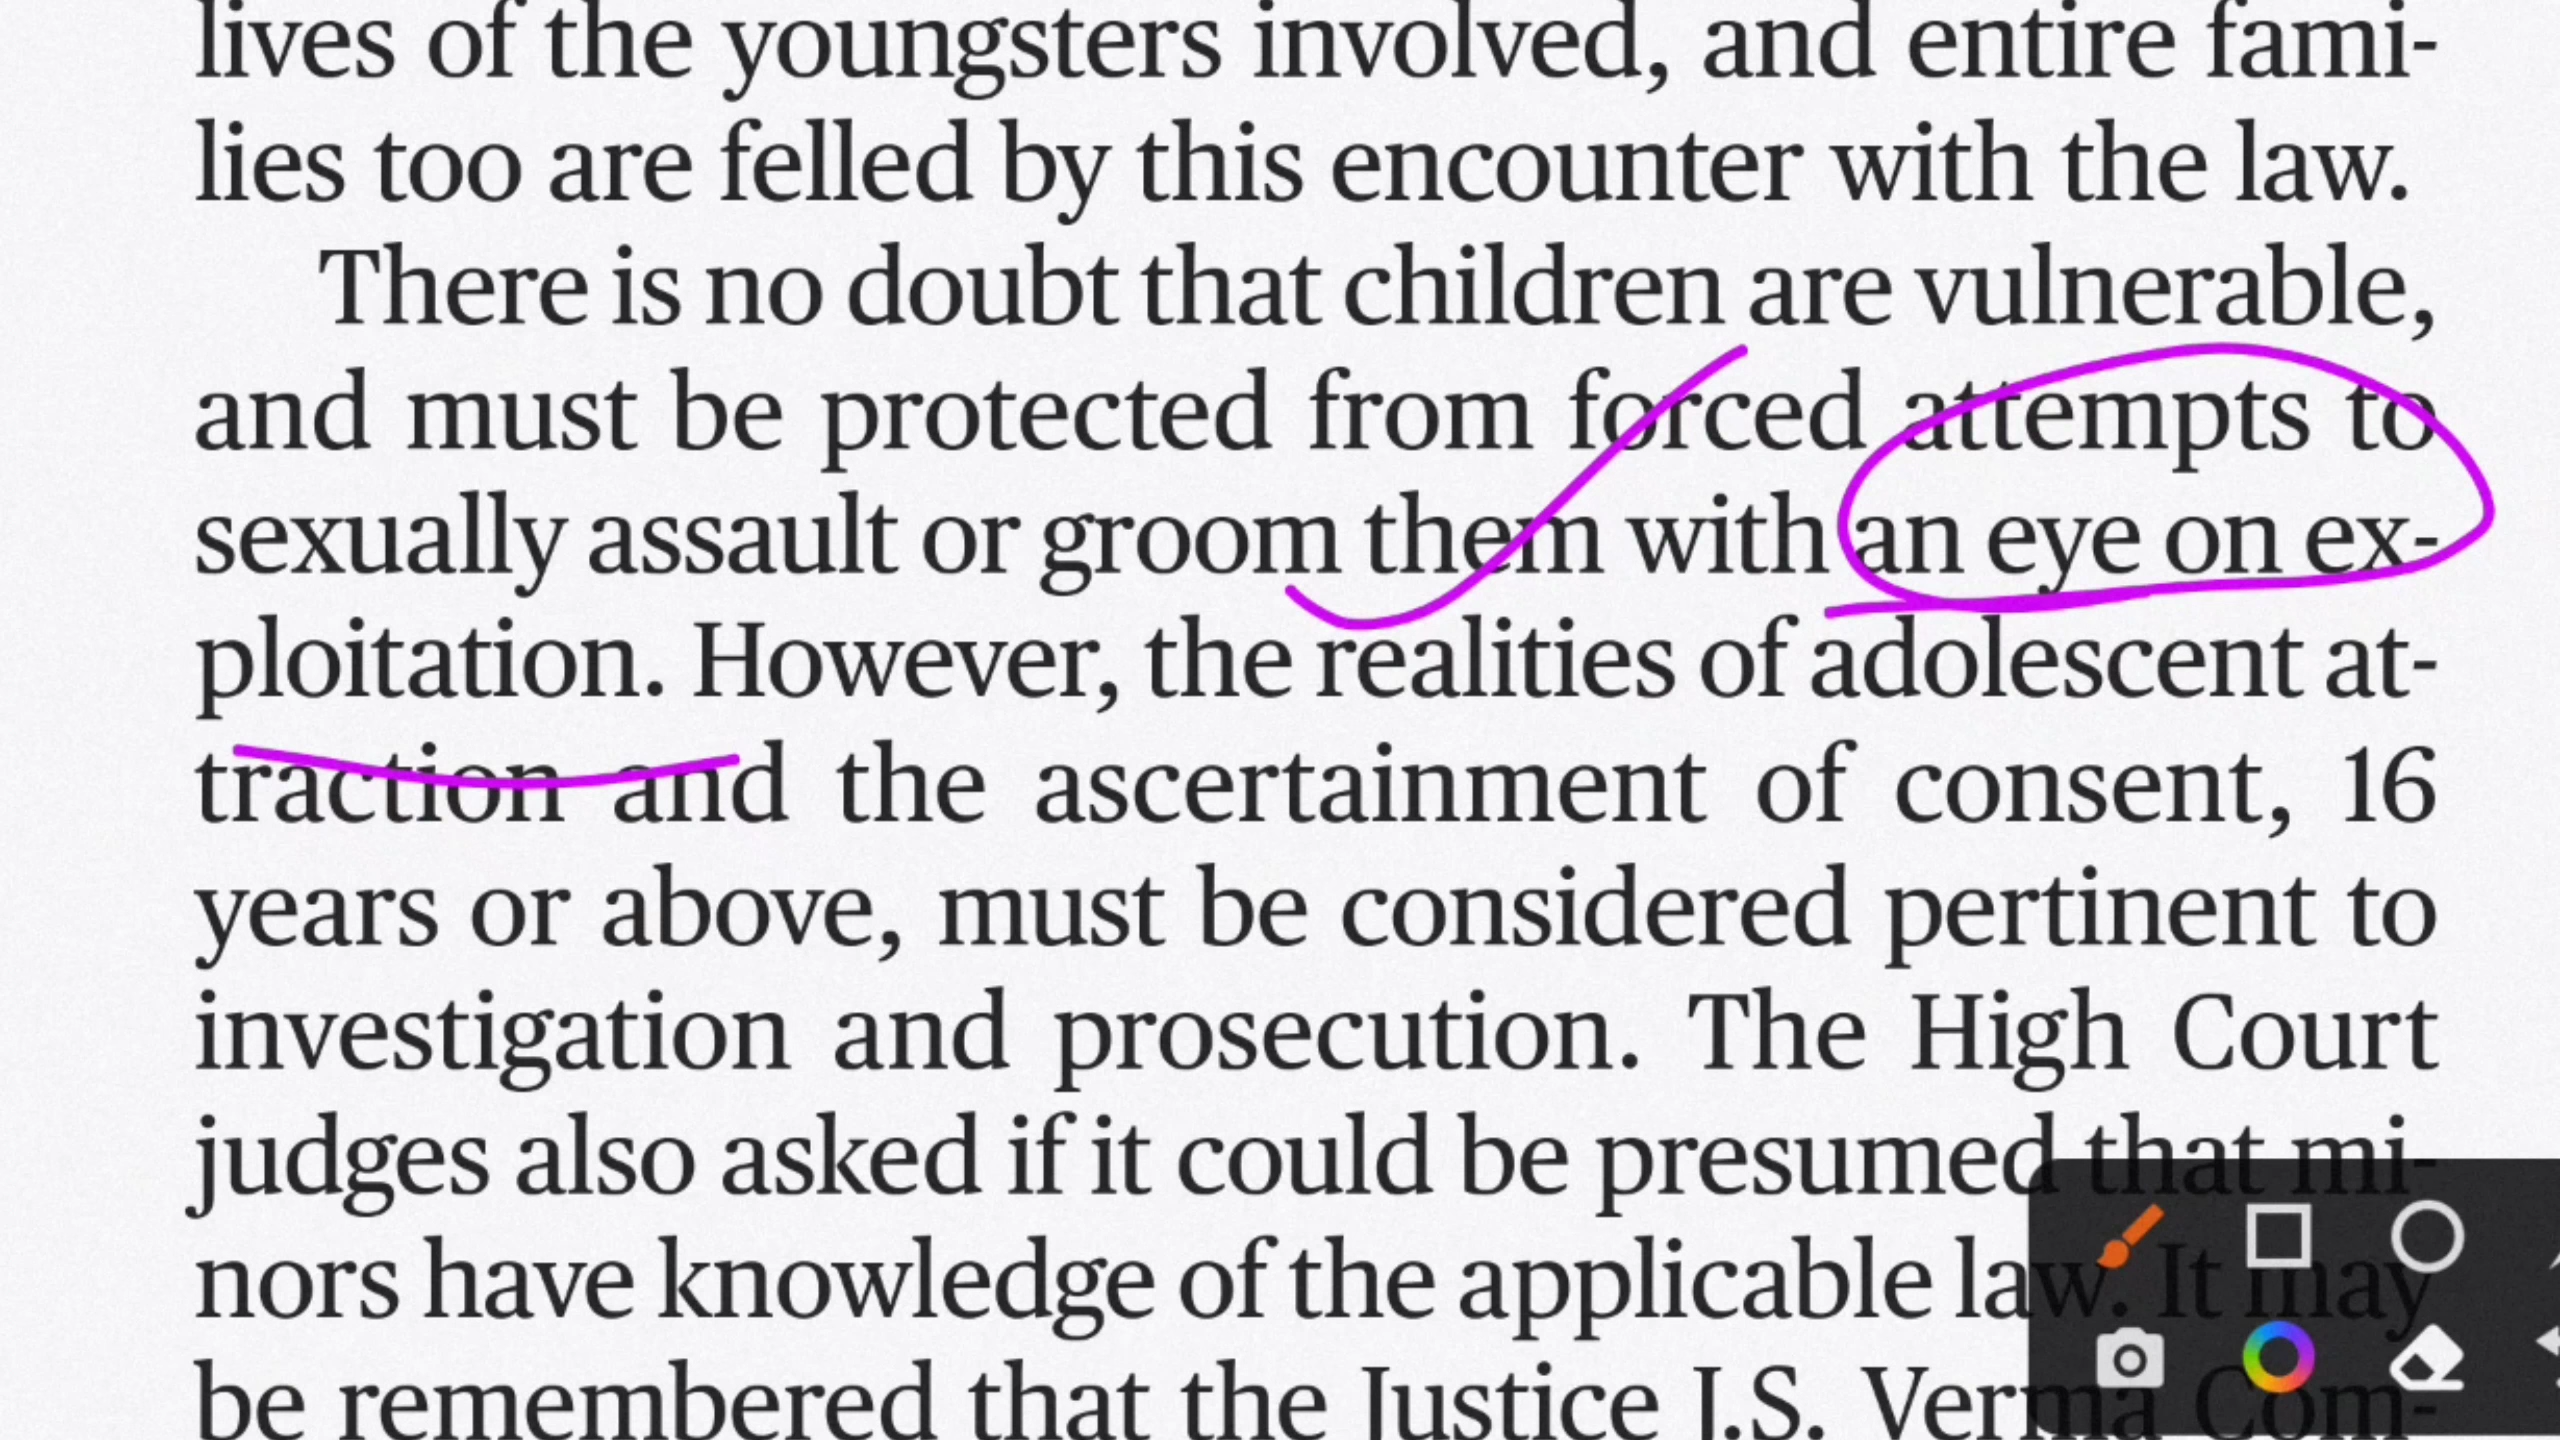 lives of the youngsters involved, and entire fami-
lies too are felled by this encounter with the law.
There is no doubt that children are vulnerable,
and must be protected from forced attempts to
sexually assault or groom them with an eye on ex-
ploitation. However, the realities of adolescent at-
traction and the ascertainment of consent, 16
years or above, must be considered pertinent to
investigation and prosecution. The High Court
judges also asked if it could be presumed that mi-
nors have knowledge of the applicable law. It may
be remembered that the Justice J.S. Verma Com-